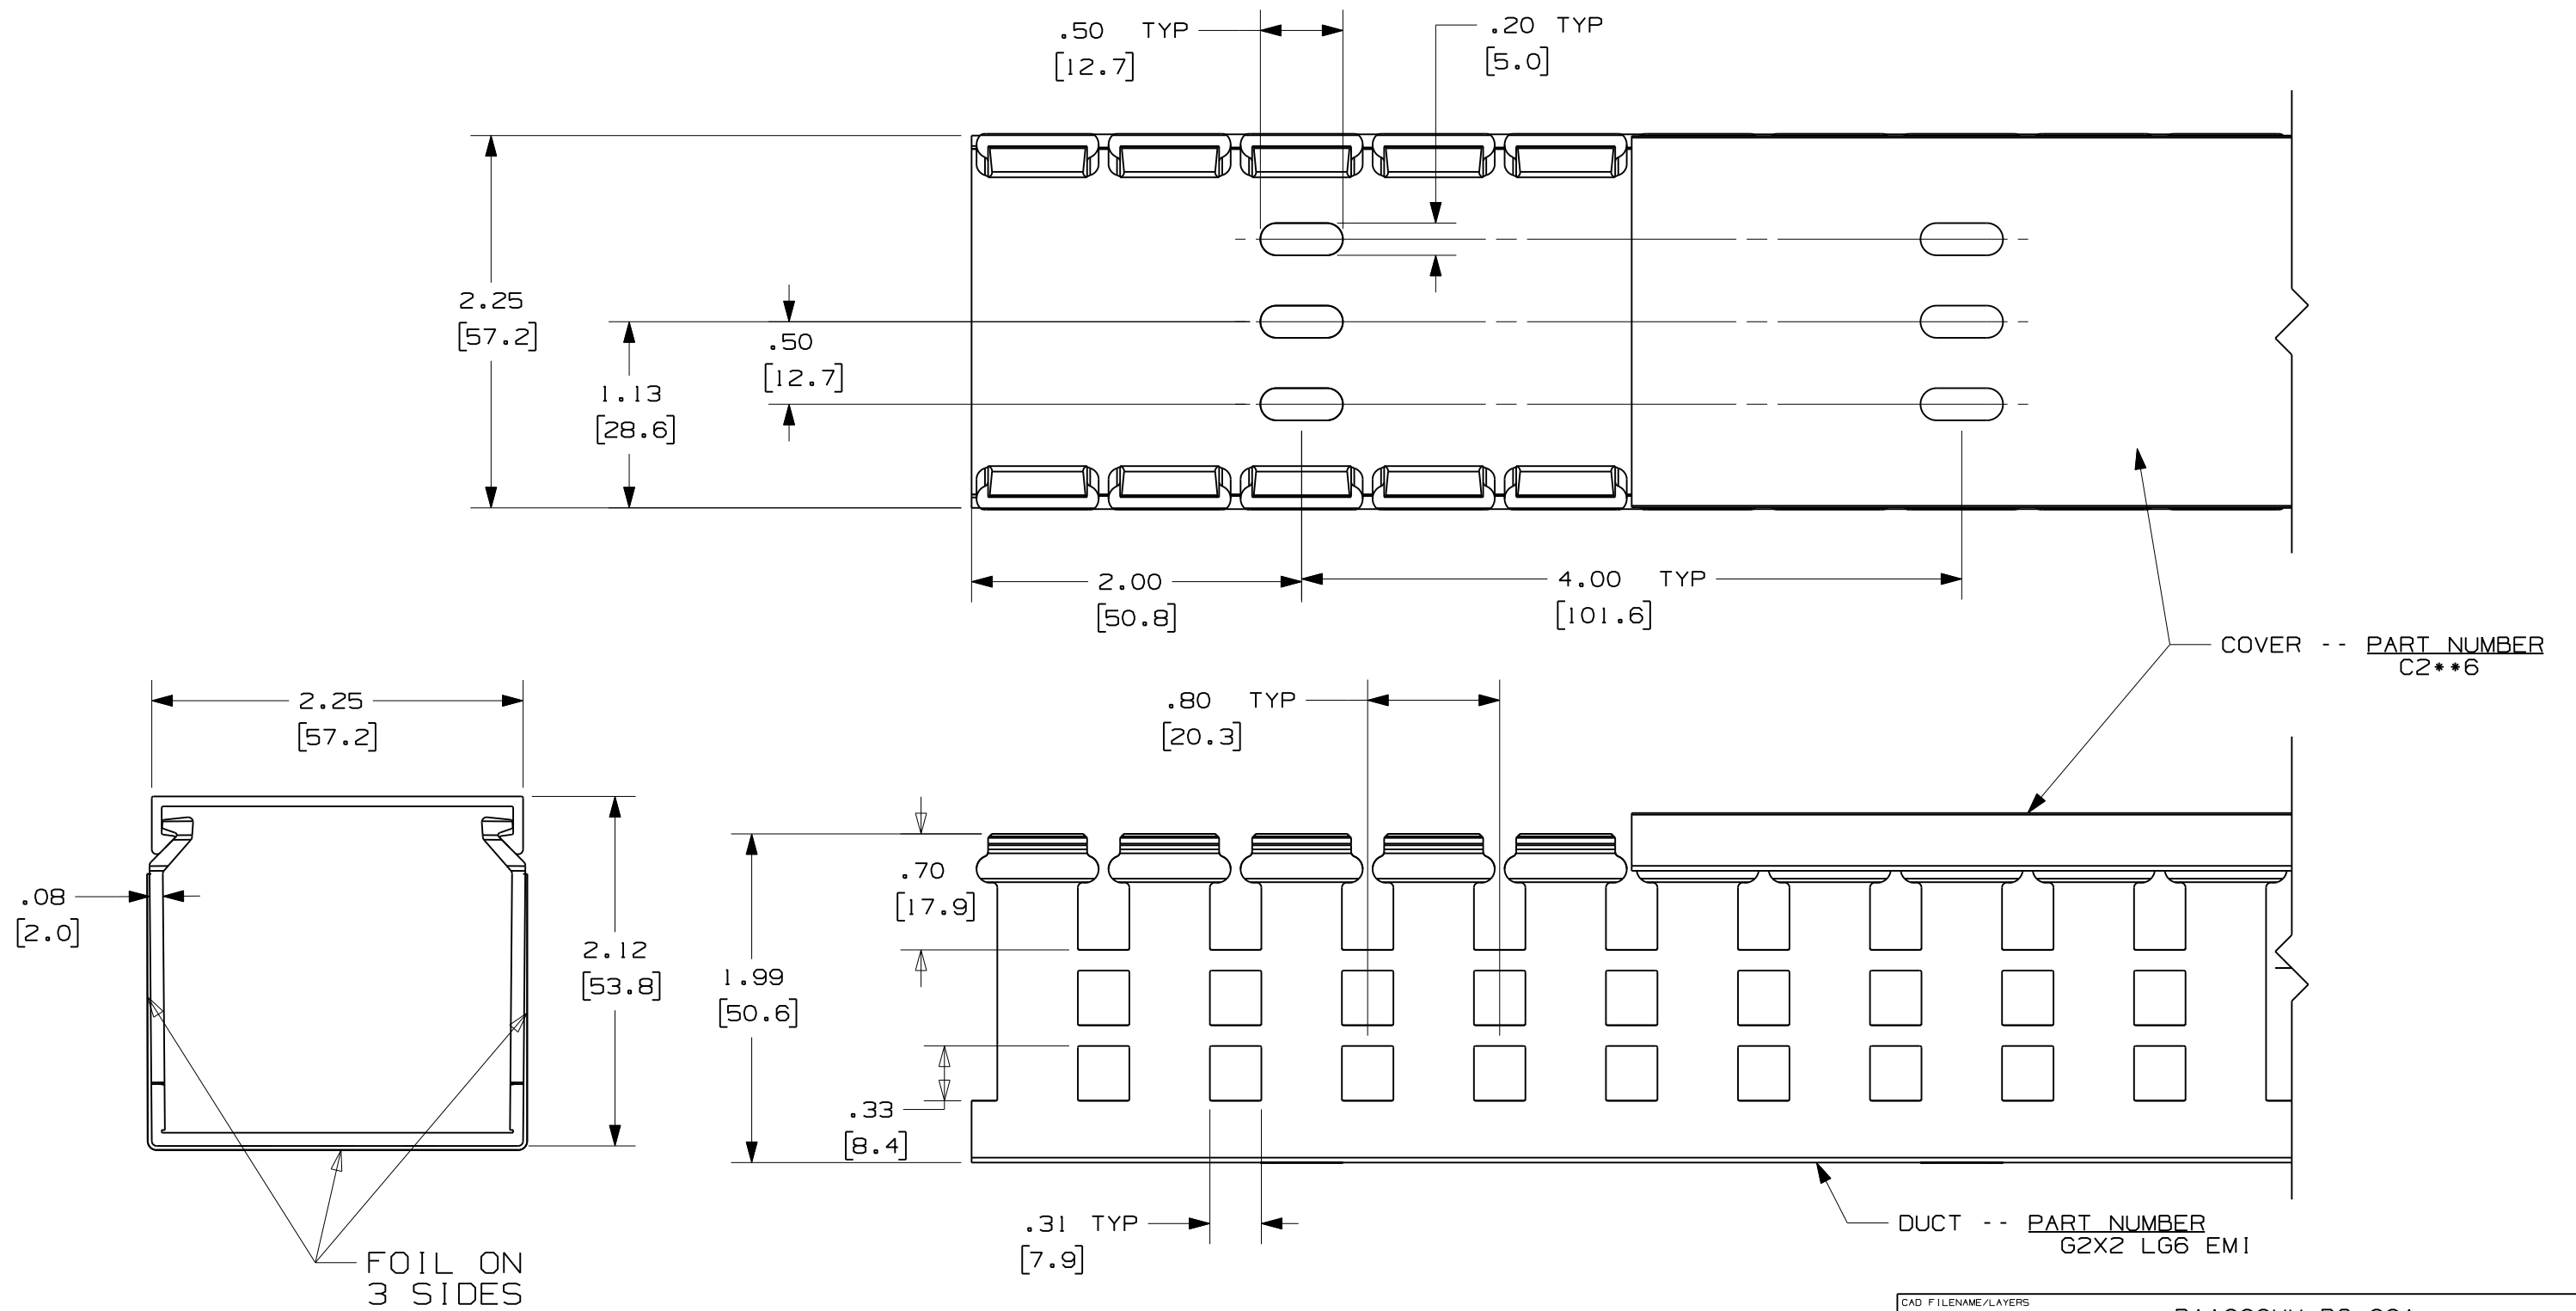 .50 TYP
[12.7]
.20 TYP
[5.0]
2.25
[57.2]
.50
[12.7]
1.13
[28.6]
2.00
[50.8]
4.00 TYP
[101.6]
COVER -- PART NUMBER
C2**6
2.25
[57.2]
.80 TYP
[20.3]
.08
[2.0]
.70
[17.9]
2.12
[53.8]
1.99
[50.6]
.33
[8.4]
.31 TYP
[7.9]
DUCT -- PART NUMBER
G2X2 LG6 EMI
FOIL ON
3 SIDES
CAD FILENAME/LAYERS